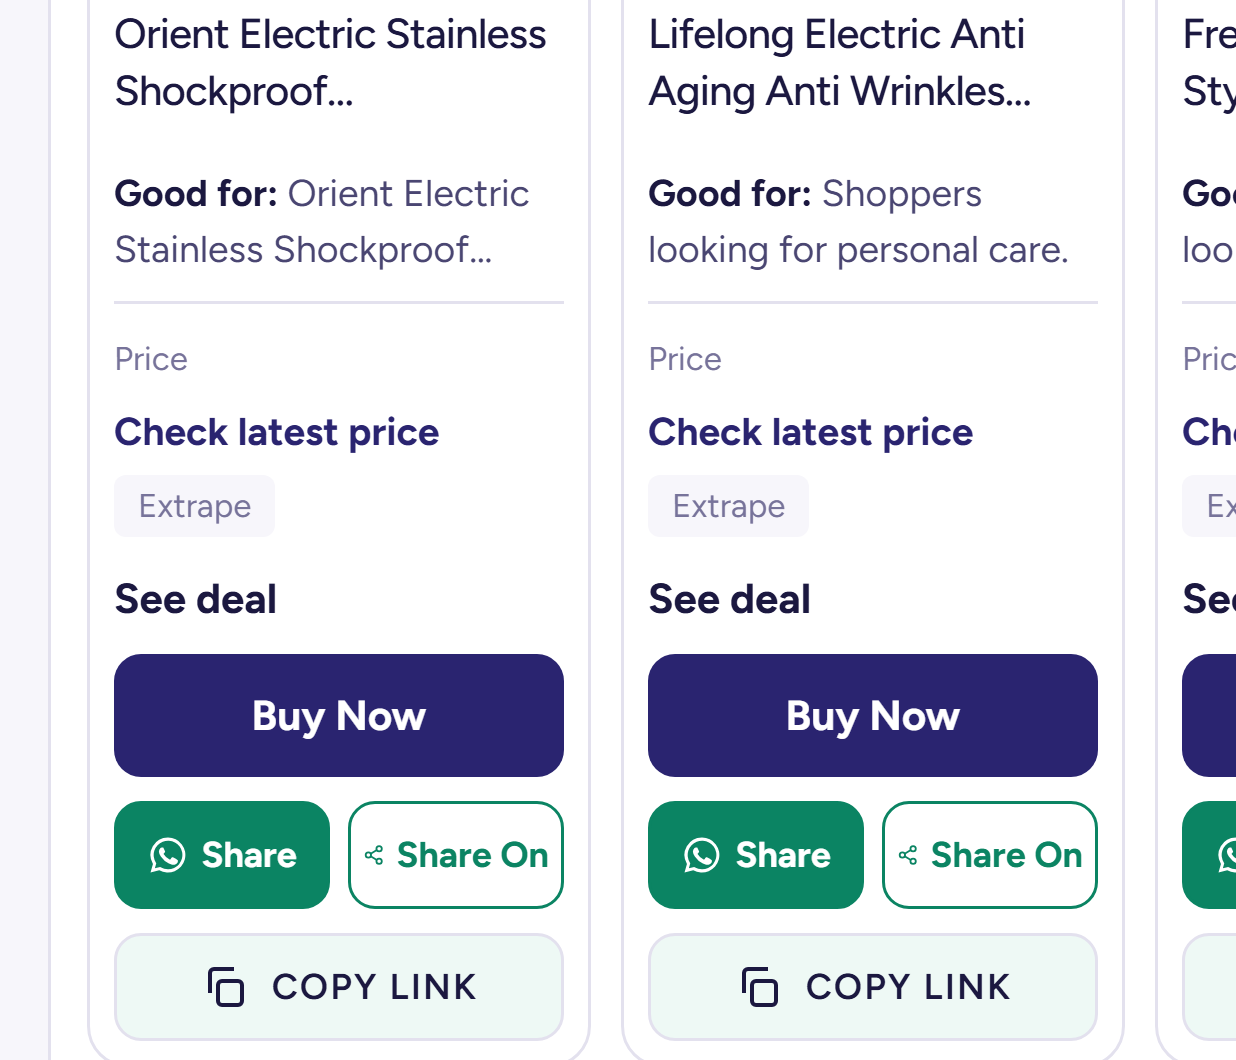 Orient Electric Stainless
Shockproof...
Good for: Orient Electric
Stainless Shockproof...
Price
Check latest price
Extrape
See deal
Buy Now
Share
Share On
COPY LINK
Lifelong Electric Anti
Aging Anti Wrinkles...
Good for: Shoppers
looking for personal care.
Price
Check latest price
Extrape
See deal
Buy Now
Share
Share On
COPY LINK